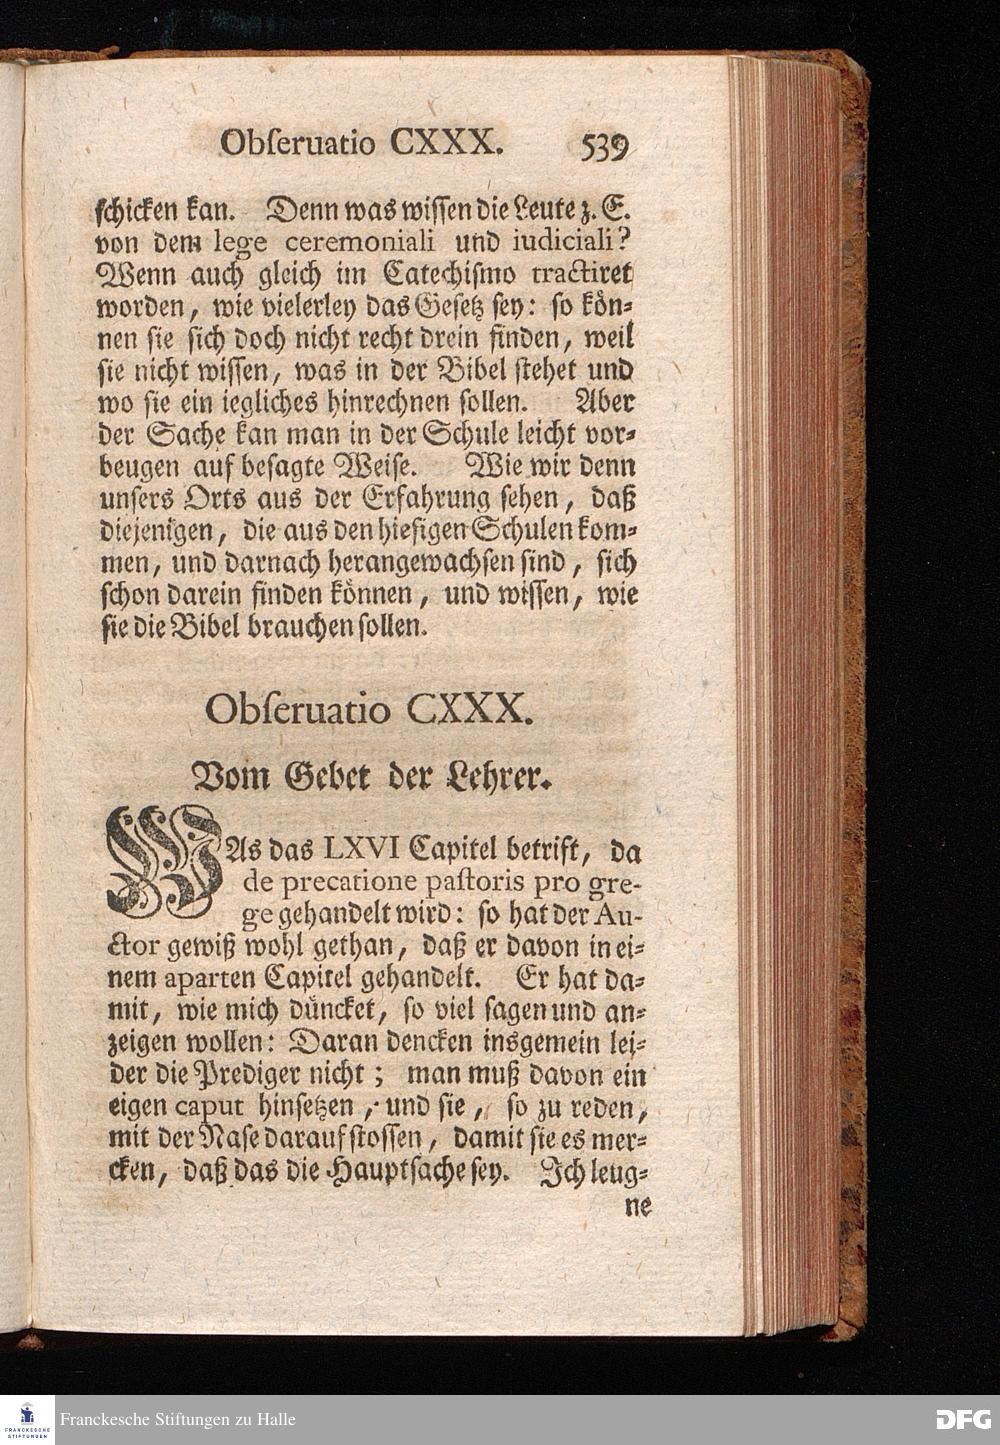 Obſeruatio CXXX. 539
ſchicken kan. Denn was wiſſen die Leute z. E.
von dem lege ceremoniali und iudiciali?
Wenn auch gleich im Catechiſmo tractiret
worden, wie vielerley das Geſetz ſey: ſo kön⸗
nen ſie ſich doch nicht recht drein finden, weil
ſie nicht wiſſen, was in der Bibel ſtehet und
wo ſie ein iegliches hinrechnen ſollen. Aber
der Sache kan man in der Schule leicht vor⸗
beugen auf beſagte Weiſe. Wie wir denn
unſers Orts aus der Erfahrung ſehen, daß
diejenigen, die aus den hieſigen Schulen kom⸗
men, und darnach herangewachſen ſind, ſich
ſchon darein finden können, und wiſſen, wie
ſie die Bibel brauchen ſollen.
Obſeruatio CXXX.
Vom Gebet der Lehrer.
WAs das LXVI Capitel betrift, da
de precatione paſtoris pro gre-
ge gehandelt wird: ſo hat der Au-
ctor gewiß wohl gethan, daß er davon in ei⸗
nem aparten Capitel gehandelt. Er hat da⸗
mit, wie mich düncket, ſo viel ſagen und an⸗
zeigen wollen: Daran dencken insgemein lei⸗
der die Prediger nicht; man muß davon ein
eigen caput hinſetzen, und ſie, ſo zu reden,
mit der Naſe darauf ſtoſſen, damit ſie es mer⸗
cken, daß das die Hauptſache ſey. Ich leug⸗
ne
FRANCKESCHE STIFTUNGEN
Franckesche Stiftungen zu Halle
DFG